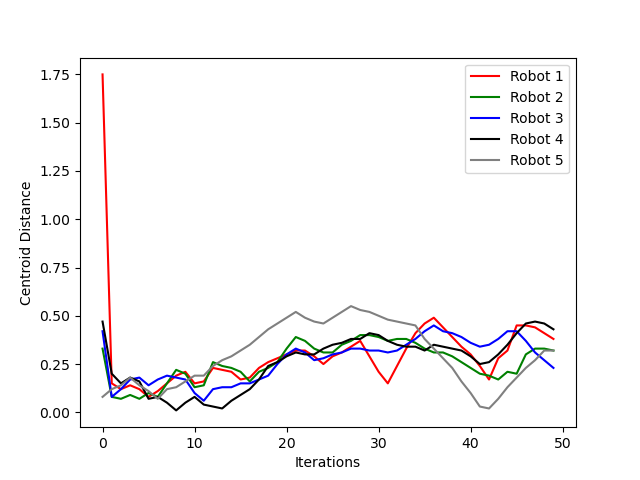 1.75
1.50
1.25
1.00
0.75
0.50
0.25
0.00
Centroid Distance
0
10
20
30
40
50
Iterations
Robot 1
Robot 2
Robot 3
Robot 4
Robot 5